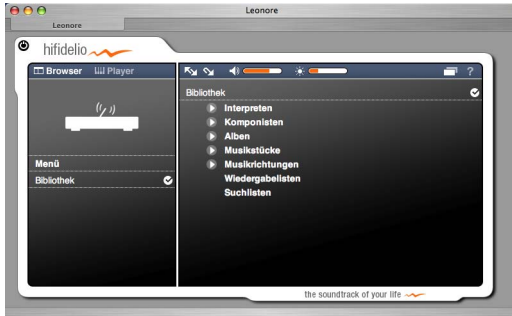 Leonore
Leonore
hifidelio
Browser Player
?
Bibliothek
Interpreten
Komponisten
Alben
Musikstücke
Musikrichtungen
Wiedergabelisten
Suchlisten
Menü
Bibliothek
the soundtrack of your life